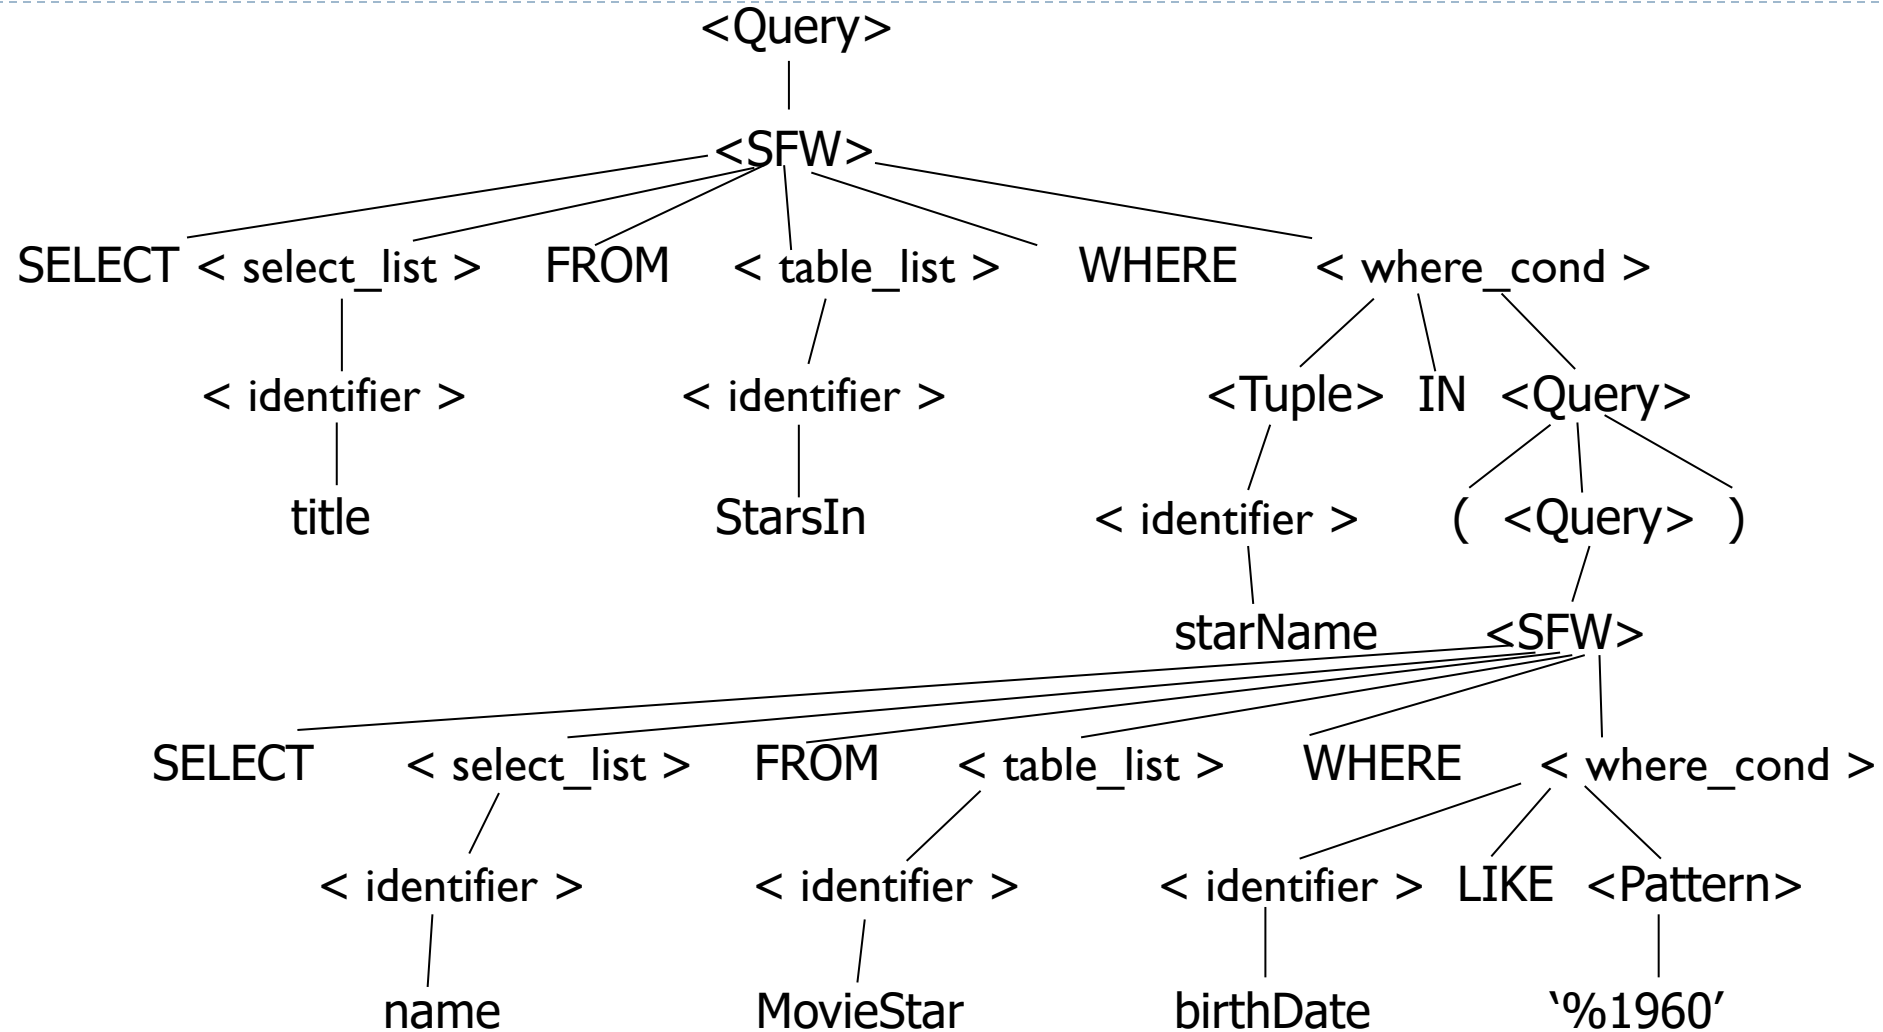 <Query>
<SFW>
SELECT < select_list > FROM < table_list > WHERE < where_cond >
< identifier > < identifier > <Tuple> IN <Query>
title StarsIn < identifier > ( <Query> )
starName <SFW>
SELECT < select_list > FROM < table_list > WHERE < where_cond >
< identifier > < identifier > < identifier > LIKE <Pattern>
name MovieStar birthDate ‘%1960’